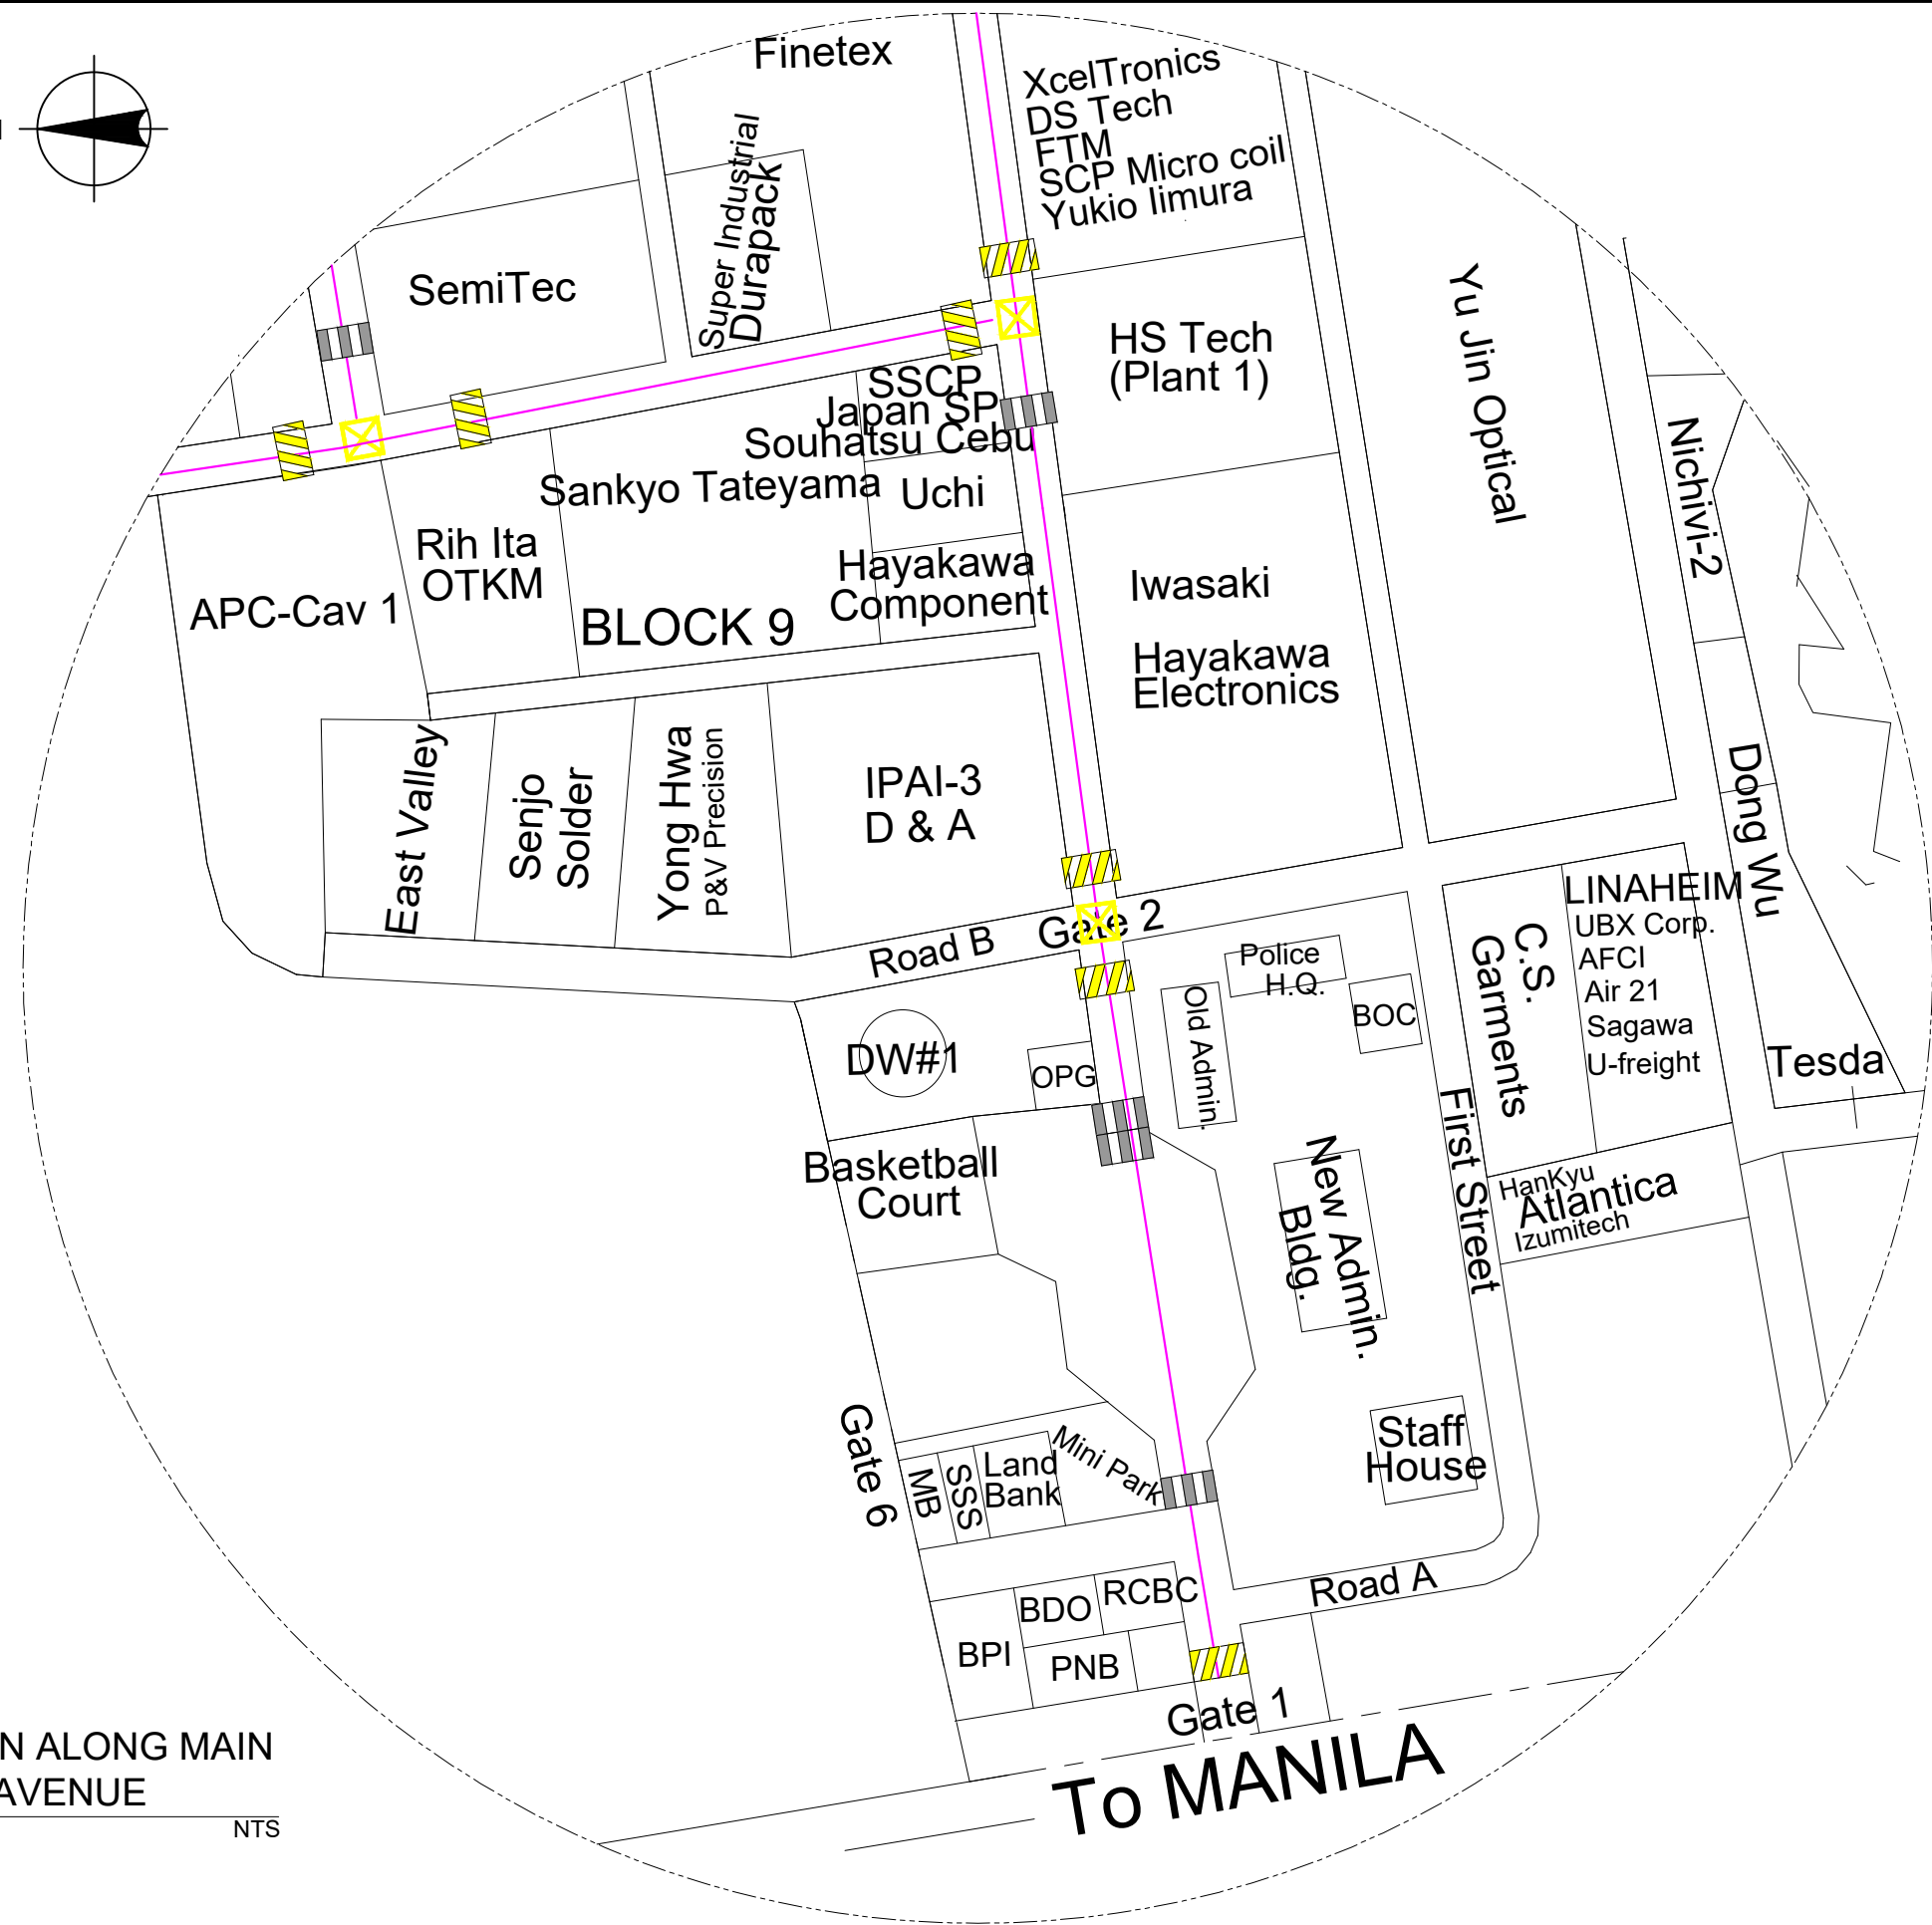 Finetex
XcelTronics
DS Tech
FTM
SCP Micro coil
Yukio Iimura
Super Industrial
Durapack
SemiTec
HS Tech
(Plant 1)
Yu Jin Optical
SSCP
Japan SP
Souhatsu Cebu
Sankyo Tateyama
Uchi
Nichivi-2
Rih Ita
OTKM
Hayakawa
Component
Iwasaki
APC-Cav 1
BLOCK 9
Hayakawa
Electronics
East Valley
Senjo
Solder
Yong Hwa
P&V Precision
IPAI-3
D & A
Dong Wu
Road B
Gate 2
LINAHEIM
UBX Corp.
AFCI
Air 21
Sagawa
U-freight
C.S.
Garments
Police
H.Q.
BOC
Old Admin.
DW#1
OPG
Tesda
First Street
Basketball
Court
New Admin.
Bldg.
HanKyu
Atlantica
Izumitech
Gate 6
Mini Park
Staff
House
MB
SSS
Land
Bank
Road A
BDO
RCBC
BPI
PNB
Gate 1
To MANILA
N ALONG MAIN
AVENUE
NTS